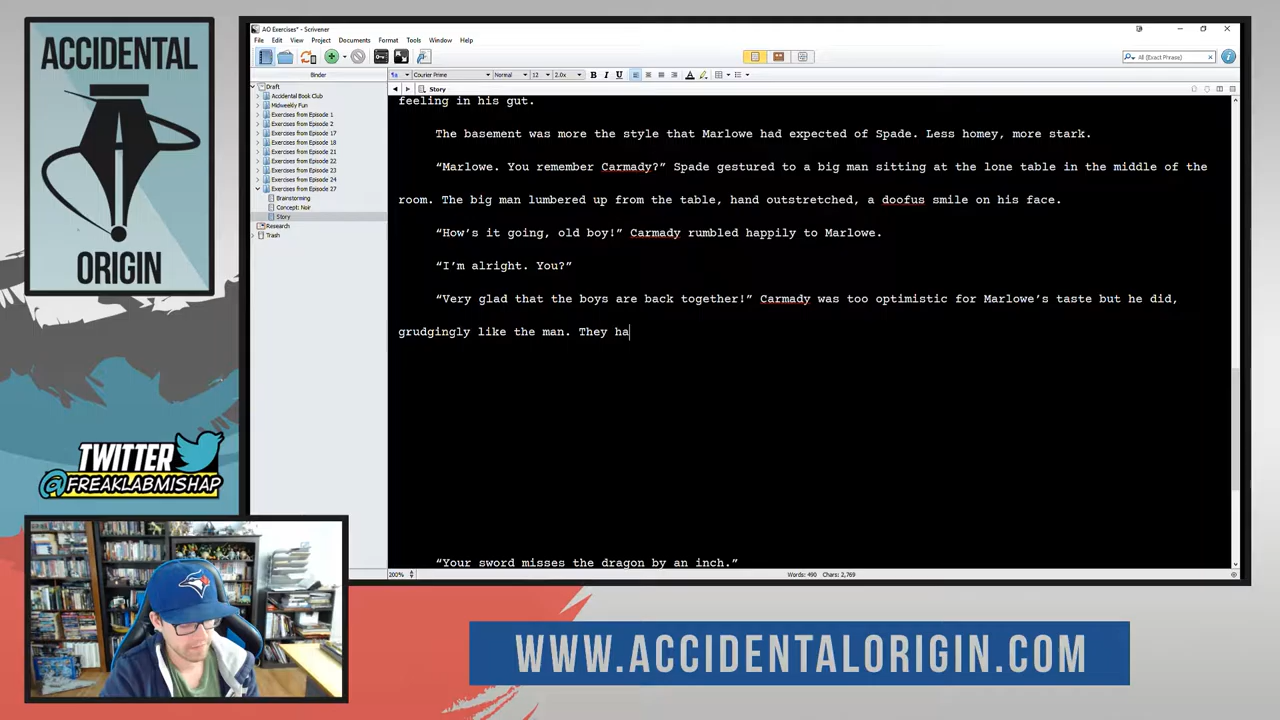 ACCIDENTAL
ORIGIN
TWITTER
@FREAKLABMISHAP
AO Exercises* - Scrivener
File Edit View Project Documents Format Tools Window Help
All (Exact Phrase)
Binder
Courier Prime Normal 12 2.0x B I U A
Draft
Accidental Book Club
Midweekly Fun
Exercises from Episode 1
Exercises from Episode 2
Exercises from Episode 17
Exercises from Episode 18
Exercises from Episode 21
Exercises from Episode 22
Exercises from Episode 23
Exercises from Episode 24
Exercises from Episode 27
Brainstorming
Concept: Noir
Story
Research
Trash
Story
feeling in his gut.
The basement was more the style that Marlowe had expected of Spade. Less homey, more stark.
“Marlowe. You remember Carmady?” Spade gestured to a big man sitting at the lone table in the middle of the
room. The big man lumbered up from the table, hand outstretched, a doofus smile on his face.
“How’s it going, old boy!” Carmady rumbled happily to Marlowe.
“I’m alright. You?”
“Very glad that the boys are back together!” Carmady was too optimistic for Marlowe’s taste but he did,
grudgingly like the man. They ha
“Your sword misses the dragon by an inch.”
200%
Words: 490 Chars: 2,769
WWW.ACCIDENTALORIGIN.COM